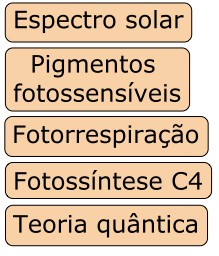 Espectro solar
Pigmentos
fotossensíveis
Fotorrespiração
Fotossíntese C4
Teoria quântica